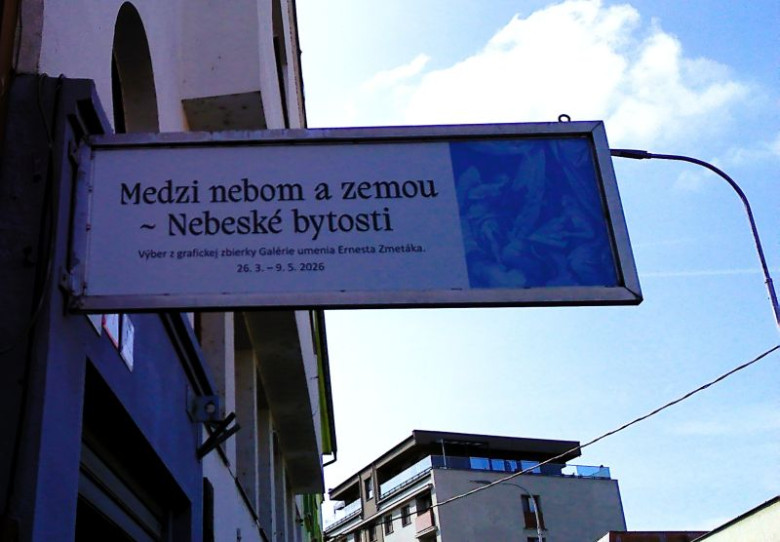 Medzi nebom a zemou
~ Nebeské bytosti
Výber z grafickej zbierky Galérie umenia Ernesta Zmetáka.
26. 3. – 9. 5. 2026